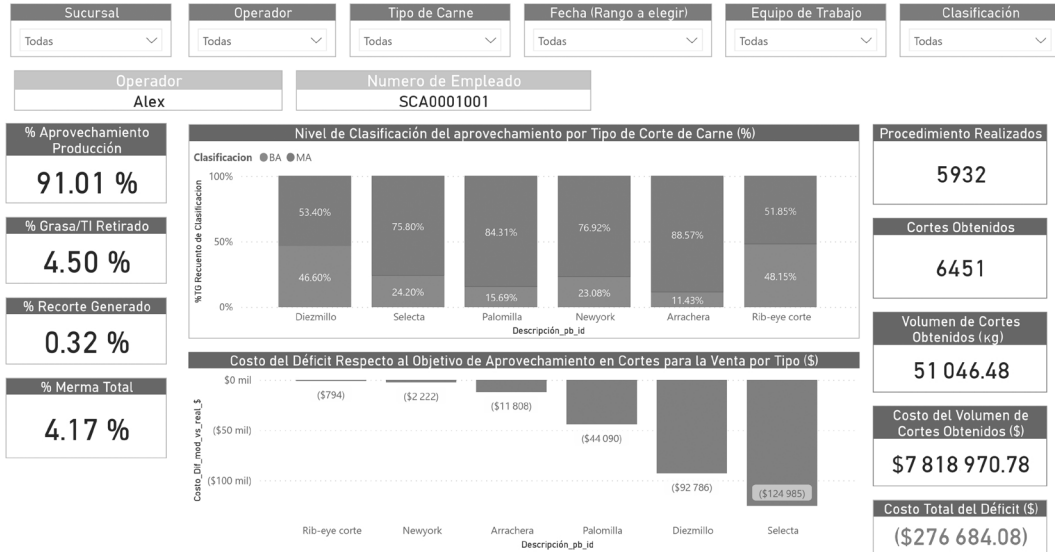 Sucursal
Todas
Operador
Todas
Tipo de Carne
Todas
Fecha (Rango a elegir)
Todas
Equipo de Trabajo
Todas
Clasificación
Todas
Operador
Alex
Numero de Empleado
SCA0001001
% Aprovechamiento
Producción
91.01 %
% Grasa/TI Retirado
4.50 %
% Recorte Generado
0.32 %
% Merma Total
4.17 %
Nivel de Clasificación del aprovechamiento por Tipo de Corte de Carne (%)
Clasificacion BA MA
%TG Recuento de Clasificacion
100%
50%
0%
53.40%
75.80%
84.31%
76.92%
88.57%
51.85%
46.60%
24.20%
15.69%
23.08%
11.43%
48.15%
Diezmillo
Selecta
Palomilla
Newyork
Arrachera
Rib-eye corte
Descripción_pb_id
Costo del Déficit Respecto al Objetivo de Aprovechamiento en Cortes para la Venta por Tipo ($)
Costo_Dif_mod_vs_real_$
$0 mil
($50 mil)
($100 mil)
($794)
($2 222)
($11 808)
($44 090)
($92 786)
($124 985)
Rib-eye corte
Newyork
Arrachera
Palomilla
Diezmillo
Selecta
Descripción_pb_id
Procedimiento Realizados
5932
Cortes Obtenidos
6451
Volumen de Cortes
Obtenidos (kg)
51 046.48
Costo del Volumen de
Cortes Obtenidos ($)
$7 818 970.78
Costo Total del Déficit ($)
($276 684.08)